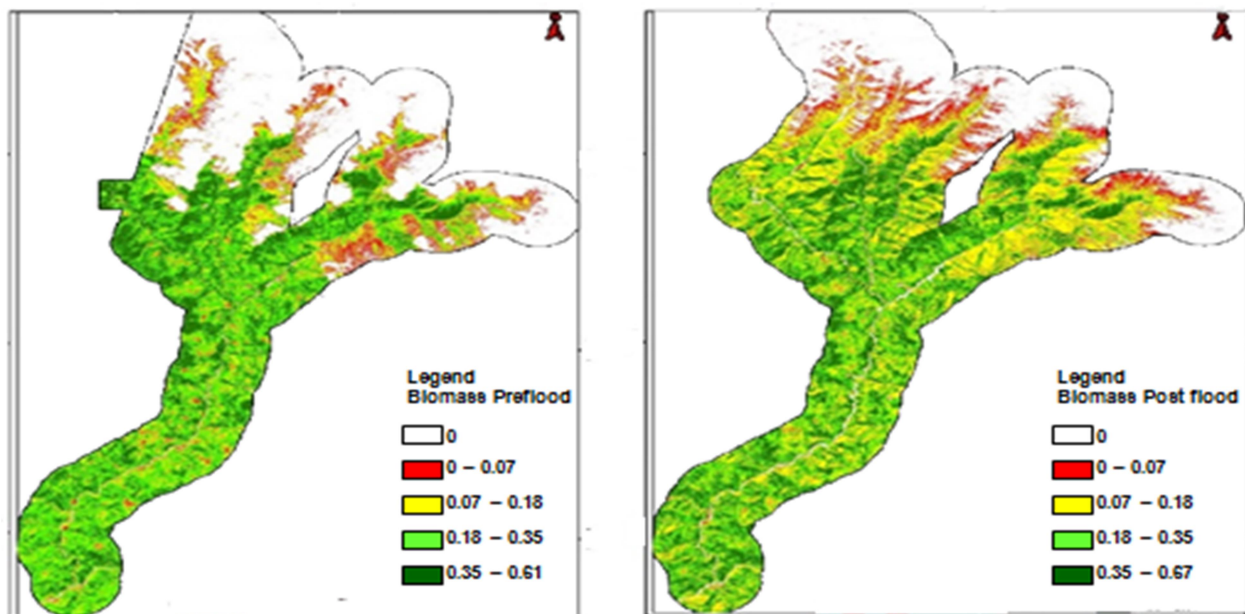 Legend
Biomass Preflood
0
0 – 0.07
0.07 – 0.18
0.18 – 0.35
0.35 – 0.61
Legend
Biomass Post flood
0
0 – 0.07
0.07 – 0.18
0.18 – 0.35
0.35 – 0.67